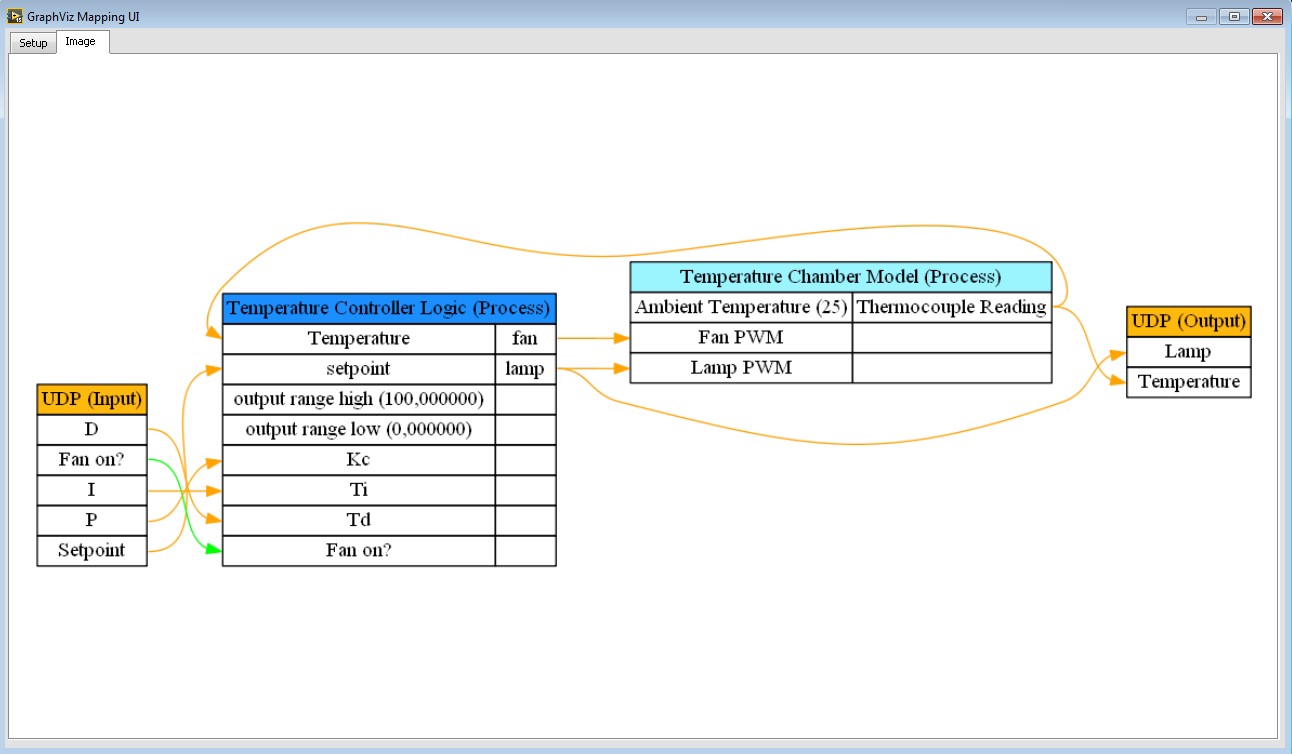 GraphViz Mapping UI
Setup
Image
UDP (Input)
D
Fan on?
I
P
Setpoint
Temperature Controller Logic (Process)
Temperature fan
setpoint lamp
output range high (100,000000)
output range low (0,000000)
Kc
Ti
Td
Fan on?
Temperature Chamber Model (Process)
Ambient Temperature (25) Thermocouple Reading
Fan PWM
Lamp PWM
UDP (Output)
Lamp
Temperature